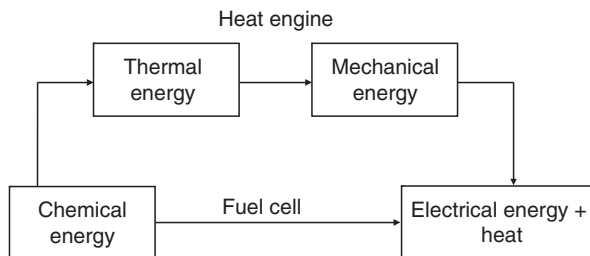 Heat engine
Thermal
energy
Mechanical
energy
Chemical
energy
Fuel cell
Electrical energy +
heat